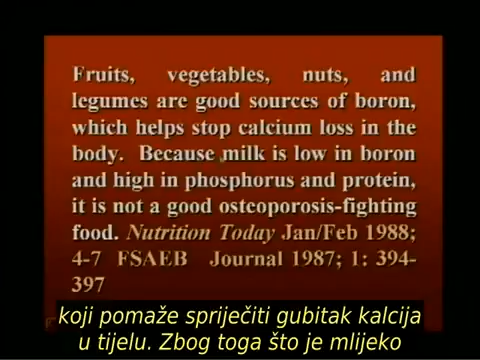 Fruits, vegetables, nuts, and
legumes are good sources of boron,
which helps stop calcium loss in the
body. Because milk is low in boron
and high in phosphorus and protein,
it is not a good osteoporosis-fighting
food. Nutrition Today Jan/Feb 1988;
4-7 FSAEB Journal 1987; 1: 394-
397
koji pomaže spriječiti gubitak kalcija
u tijelu. Zbog toga što je mlijeko